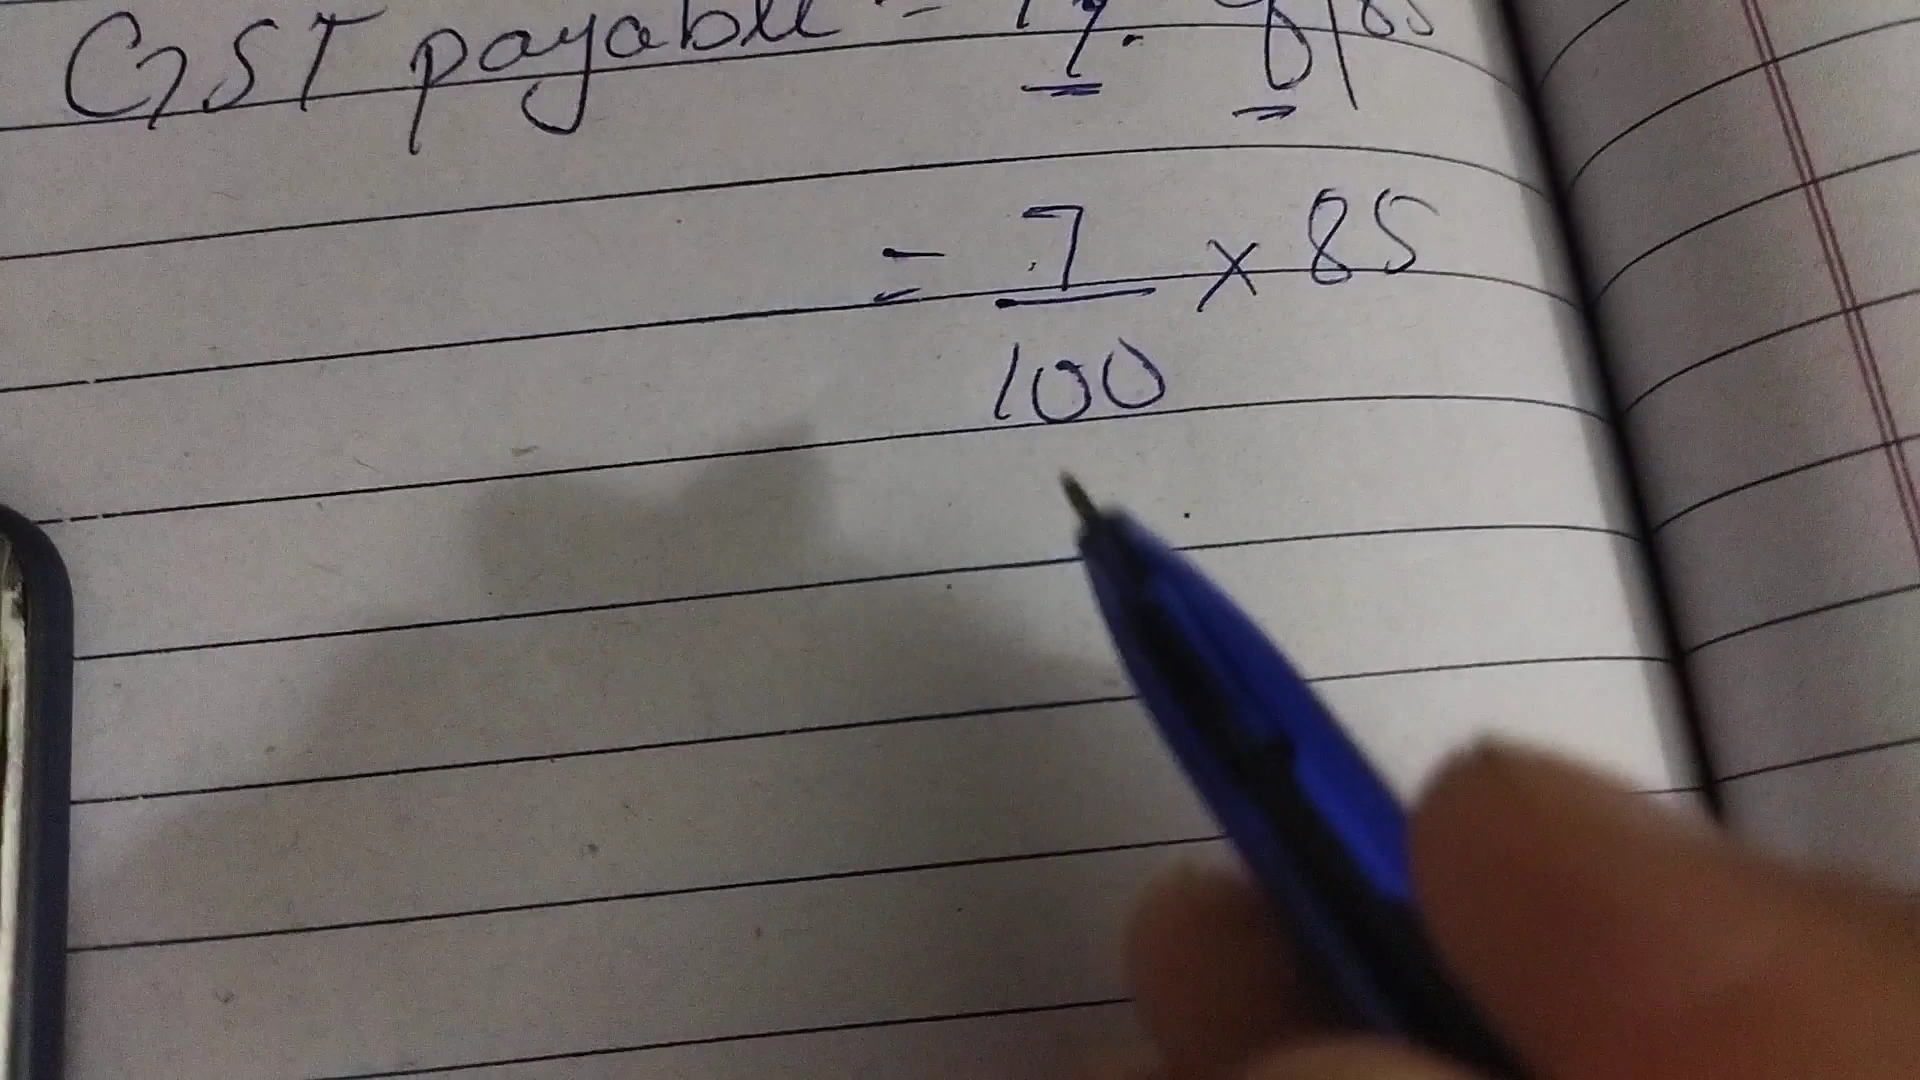 GST payable = 7% of 85
= 7/100 × 85